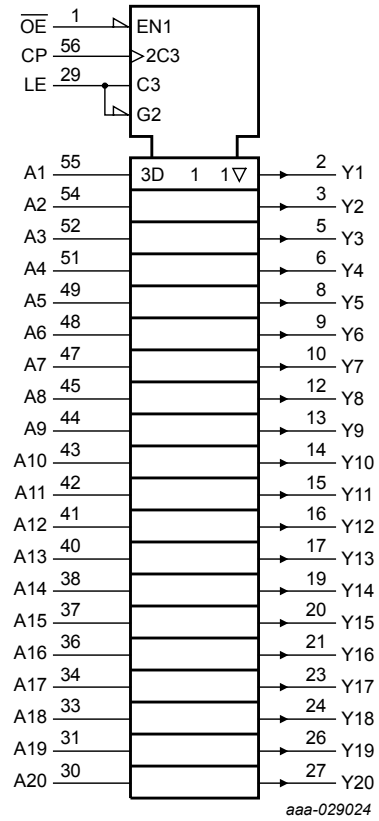 OE 1 EN1
CP 56 2C3
LE 29 C3
G2
A1 55 3D 1 1▽ 2 Y1
A2 54 3 Y2
A3 52 5 Y3
A4 51 6 Y4
A5 49 8 Y5
A6 48 9 Y6
A7 47 10 Y7
A8 45 12 Y8
A9 44 13 Y9
A10 43 14 Y10
A11 42 15 Y11
A12 41 16 Y12
A13 40 17 Y13
A14 38 19 Y14
A15 37 20 Y15
A16 36 21 Y16
A17 34 23 Y17
A18 33 24 Y18
A19 31 26 Y19
A20 30 27 Y20
aaa-029024